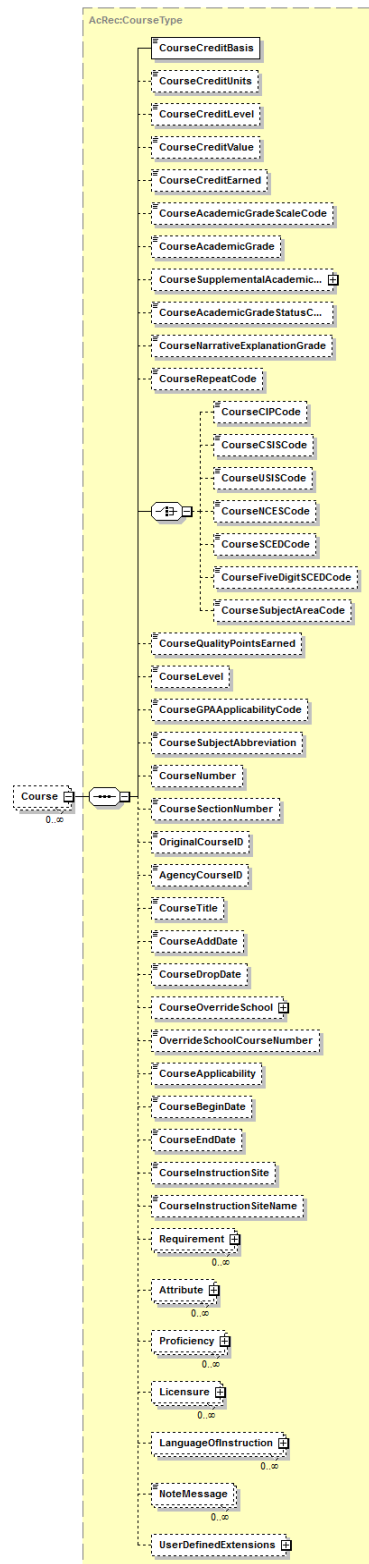 AcRec:CourseType
CourseCreditBasis
CourseCreditUnits
CourseCreditLevel
CourseCreditValue
CourseCreditEarned
CourseAcademicGradeScaleCode
CourseAcademicGrade
CourseSupplementalAcademic...
CourseAcademicGradeStatusC...
CourseNarrativeExplanationGrade
CourseRepeatCode
CourseCIPCode
CourseCSISCode
CourseUSISCode
CourseNCESCode
CourseSCEDCode
CourseFiveDigitSCEDCode
CourseSubjectAreaCode
CourseQualityPointsEarned
CourseLevel
CourseGPAApplicabilityCode
CourseSubjectAbbreviation
CourseNumber
Course
0..∞
CourseSectionNumber
OriginalCourseID
AgencyCourseID
CourseTitle
CourseAddDate
CourseDropDate
CourseOverrideSchool
OverrideSchoolCourseNumber
CourseApplicability
CourseBeginDate
CourseEndDate
CourseInstructionSite
CourseInstructionSiteName
Requirement
0..∞
Attribute
0..∞
Proficiency
0..∞
Licensure
0..∞
LanguageOfInstruction
0..∞
NoteMessage
0..∞
UserDefinedExtensions